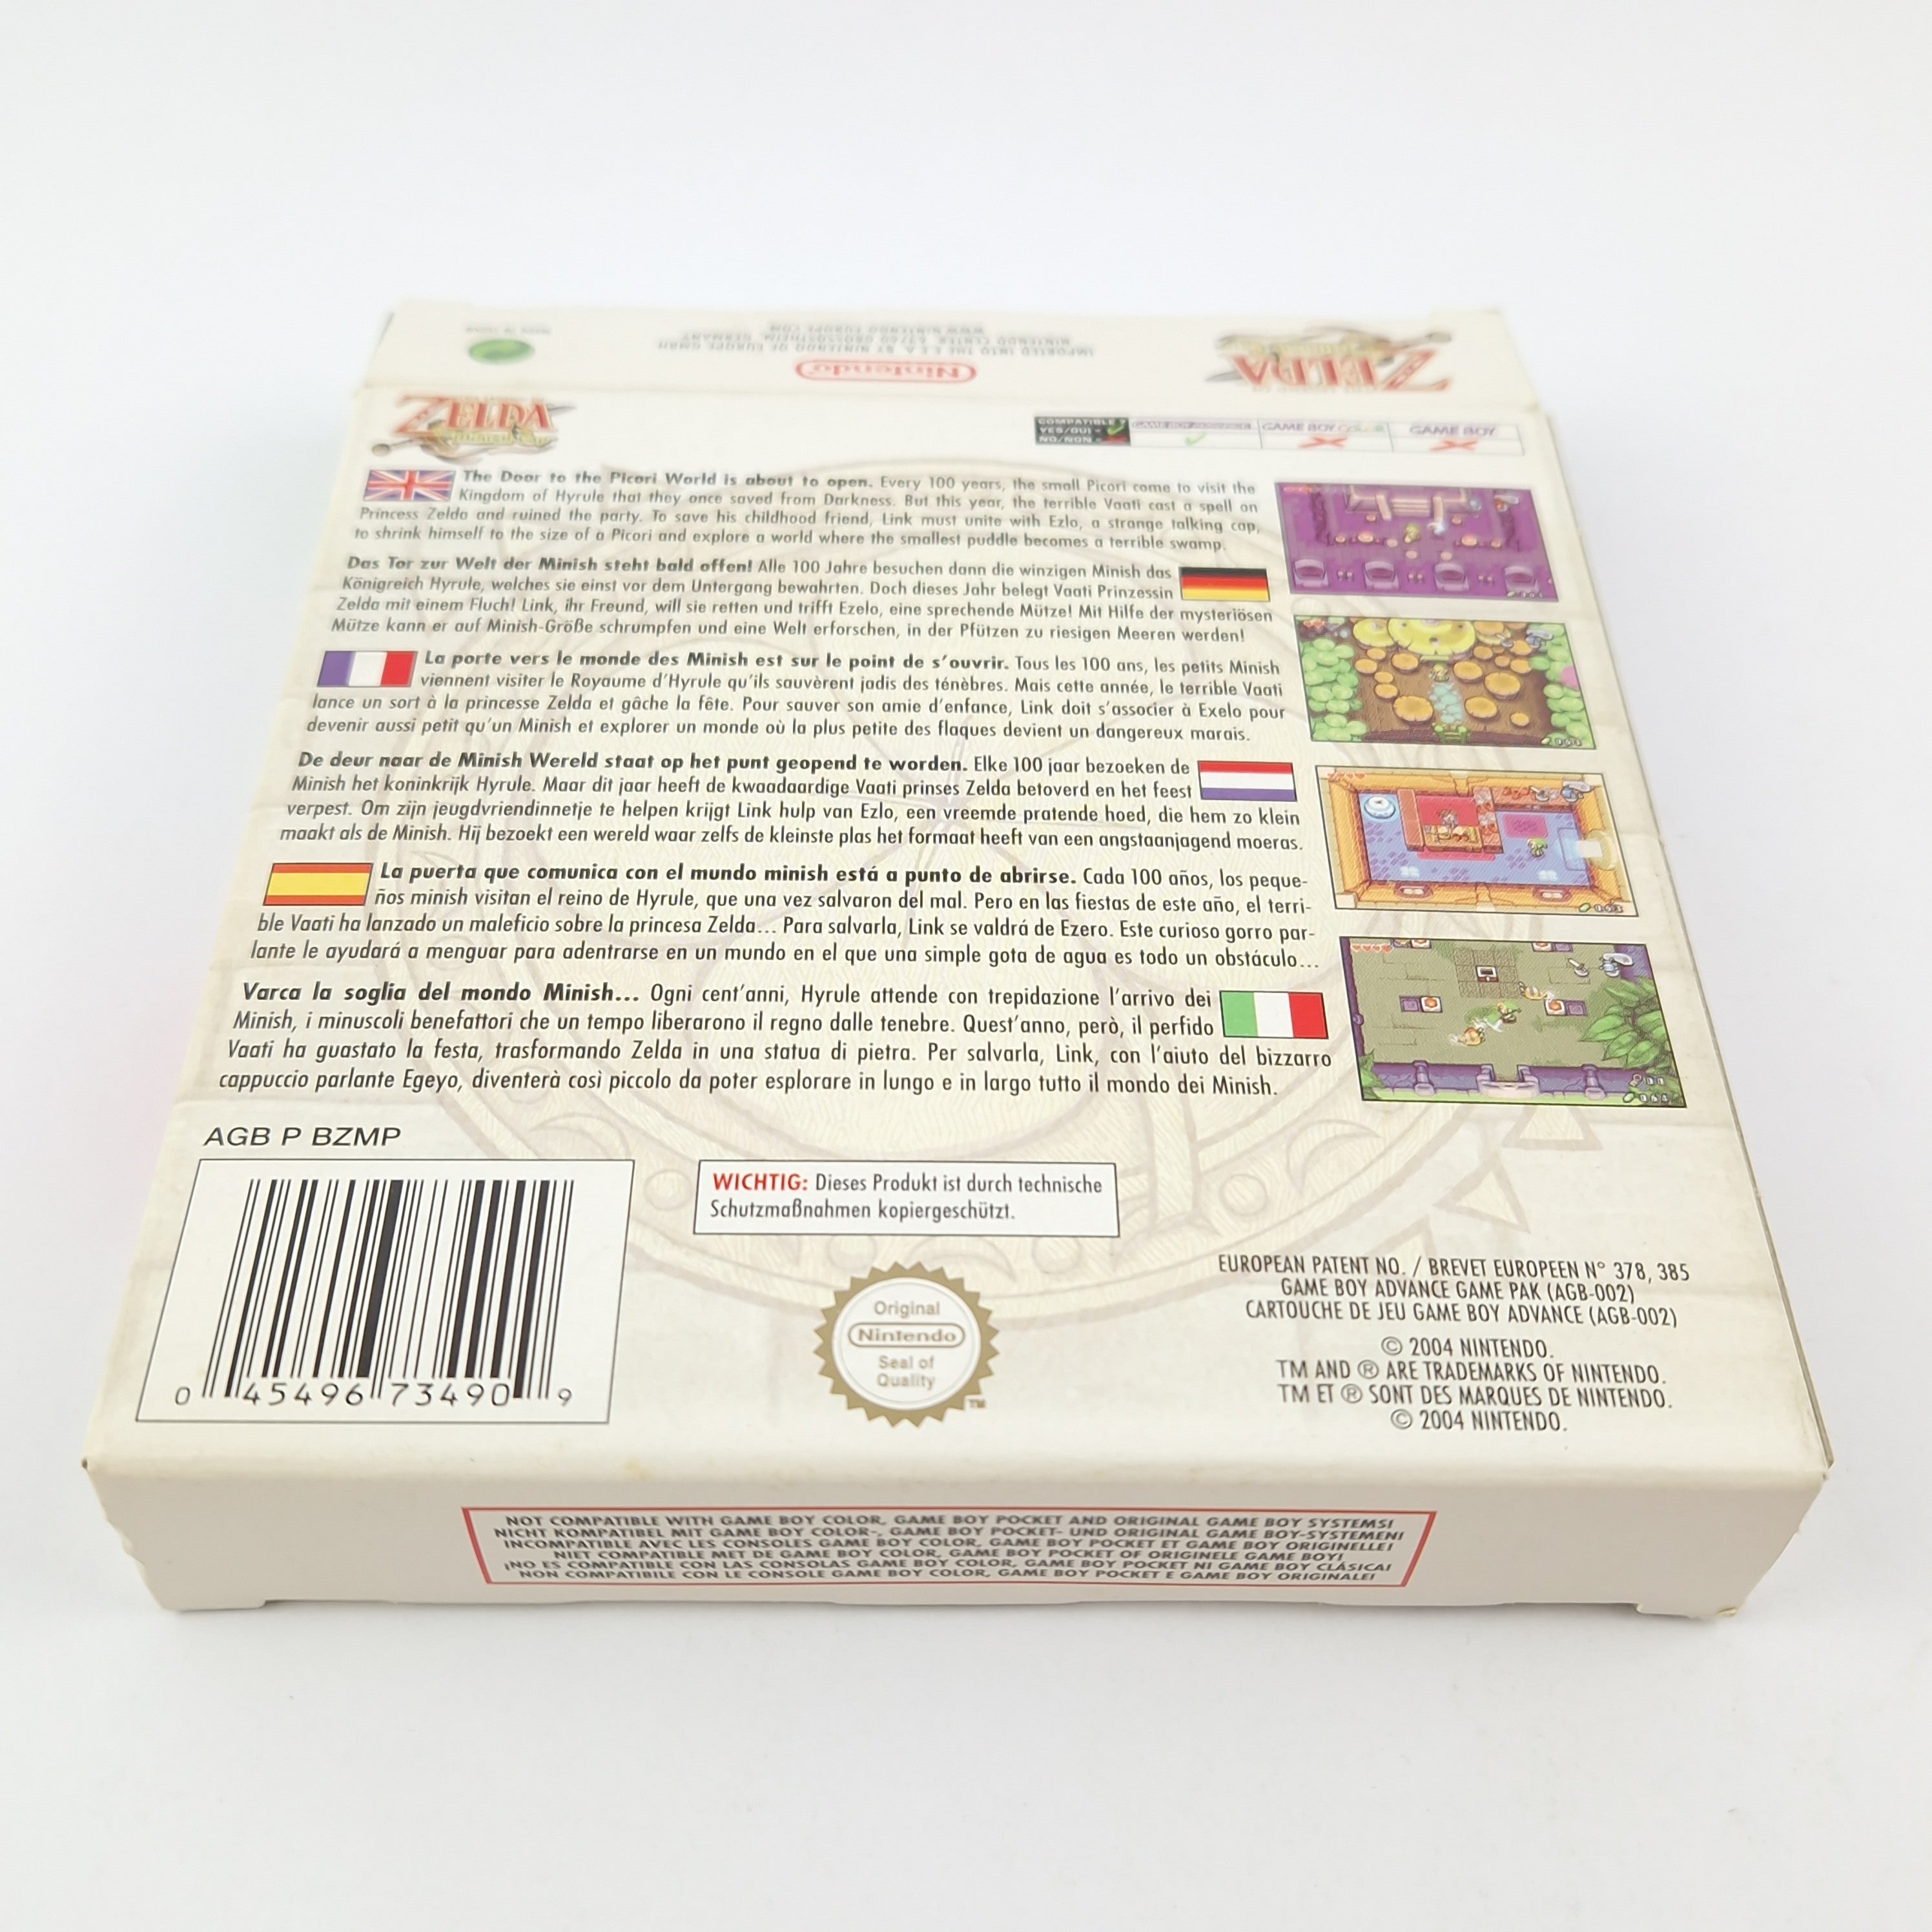 MADE IN JAPAN
IMPORTED INTO THE E.E.A. BY NINTENDO OF EUROPE GMBH,
NINTENDO CENTER, 63760 GROSSOSTHEIM, GERMANY
WWW.NINTENDO-EUROPE.COM
Nintendo
ZELDA
ZELDA
COMPATIBLE?
YES/OUI =
NO/NON =
GAME BOY ADVANCE
GAME BOY COLOR
GAME BOY
The Door to the Picori World is about to open. Every 100 years, the small Picori come to visit the
Kingdom of Hyrule that they once saved from Darkness. But this year, the terrible Vaati cast a spell on
Princess Zelda and ruined the party. To save his childhood friend, Link must unite with Ezlo, a strange talking cap,
to shrink himself to the size of a Picori and explore a world where the smallest puddle becomes a terrible swamp.
Das Tor zur Welt der Minish steht bald offen! Alle 100 Jahre besuchen dann die winzigen Minish das
Königreich Hyrule, welches sie einst vor dem Untergang bewahrten. Doch dieses Jahr belegt Vaati Prinzessin
Zelda mit einem Fluch! Link, ihr Freund, will sie retten und trifft Ezelo, eine sprechende Mütze! Mit Hilfe der mysteriösen
Mütze kann er auf Minish-Größe schrumpfen und eine Welt erforschen, in der Pfützen zu riesigen Meeren werden!
La porte vers le monde des Minish est sur le point de s'ouvrir. Tous les 100 ans, les petits Minish
viennent visiter le Royaume d'Hyrule qu'ils sauvèrent jadis des ténèbres. Mais cette année, le terrible Vaati
lance un sort à la princesse Zelda et gâche la fête. Pour sauver son amie d'enfance, Link doit s'associer à Exelo pour
devenir aussi petit qu'un Minish et explorer un monde où la plus petite des flaques devient un dangereux marais.
De deur naar de Minish Wereld staat op het punt geopend te worden. Elke 100 jaar bezoeken de
Minish het koninkrijk Hyrule. Maar dit jaar heeft de kwaadaardige Vaati prinses Zelda betoverd en het feest
verpest. Om zijn jeugdvriendinnetje te helpen krijgt Link hulp van Ezlo, een vreemde pratende hoed, die hem zo klein
maakt als de Minish. Hij bezoekt een wereld waar zelfs de kleinste plas het formaat heeft van een angstaanjagend moeras.
La puerta que comunica con el mundo minish está a punto de abrirse. Cada 100 años, los peque-
ños minish visitan el reino de Hyrule, que una vez salvaron del mal. Pero en las fiestas de este año, el terri-
ble Vaati ha lanzado un maleficio sobre la princesa Zelda... Para salvarla, Link se valdrá de Ezero. Este curioso gorro par-
lante le ayudará a menguar para adentrarse en un mundo en el que una simple gota de agua es todo un obstáculo...
Varca la soglia del mondo Minish... Ogni cent'anni, Hyrule attende con trepidazione l'arrivo dei
Minish, i minuscoli benefattori che un tempo liberarono il regno dalle tenebre. Quest'anno, però, il perfido
Vaati ha guastato la festa, trasformando Zelda in una statua di pietra. Per salvarla, Link, con l'aiuto del bizzarro
cappuccio parlante Egeyo, diventerà così piccolo da poter esplorare in lungo e in largo tutto il mondo dei Minish.
AGB P BZMP
0 45496 73490 9
WICHTIG: Dieses Produkt ist durch technische
Schutzmaßnahmen kopiergeschützt.
Original
Nintendo
Seal of
Quality
TM
EUROPEAN PATENT NO. / BREVET EUROPEEN N° 378, 385
GAME BOY ADVANCE GAME PAK (AGB-002)
CARTOUCHE DE JEU GAME BOY ADVANCE (AGB-002)
© 2004 NINTENDO.
TM AND ® ARE TRADEMARKS OF NINTENDO.
TM ET ® SONT DES MARQUES DE NINTENDO.
© 2004 NINTENDO.
NOT COMPATIBLE WITH GAME BOY COLOR, GAME BOY POCKET AND ORIGINAL GAME BOY SYSTEMS!
NICHT KOMPATIBEL MIT GAME BOY COLOR-, GAME BOY POCKET- UND ORIGINAL GAME BOY-SYSTEMEN!
INCOMPATIBLE AVEC LES CONSOLES GAME BOY COLOR, GAME BOY POCKET ET GAME BOY ORIGINELLE!
NIET COMPATIBLE MET DE GAME BOY COLOR, GAME BOY POCKET OF ORIGINELE GAME BOY!
¡NO ES COMPATIBLE CON LAS CONSOLAS GAME BOY COLOR, GAME BOY POCKET NI GAME BOY CLÁSICA!
NON COMPATIBILE CON LE CONSOLE GAME BOY COLOR, GAME BOY POCKET E GAME BOY ORIGINALE!